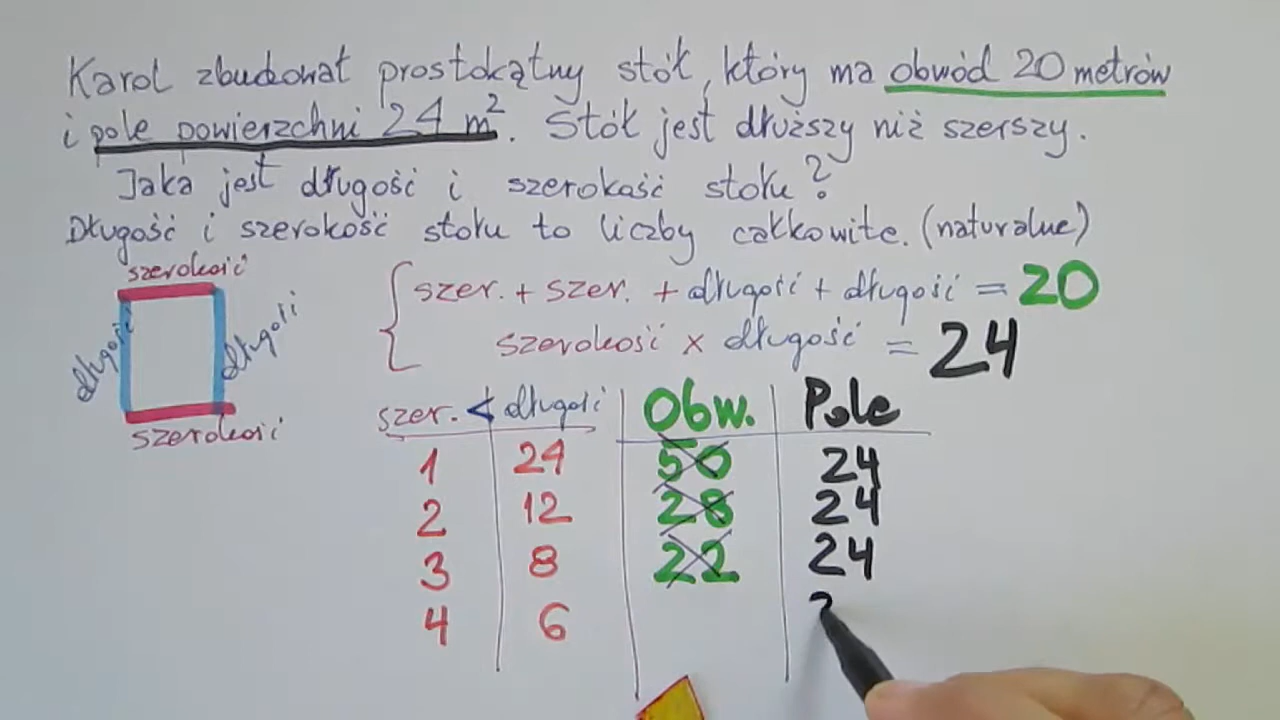 Karol zbudował prostokątny stół, który ma obwód 20 metrów
i pole powierzchni 24 m². Stół jest dłuższy niż szerszy.
Jaka jest długość i szerokość stołu?
Długość i szerokość stołu to liczby całkowite. (naturalne)
szerokość
długość
długość
szerokość
szer. + szer. + długość + długość = 20
szerokość x długość = 24
szer. < długość Obw. Pole
1 24 50 24
2 12 28 24
3 8 22 24
4 6 2